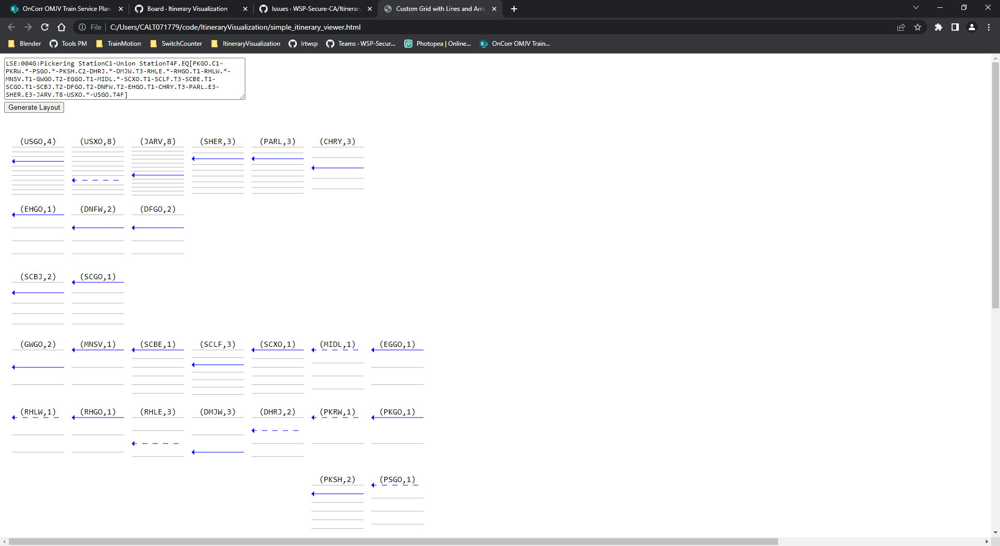 OnCorr OMJV Train Service Plan
Board · Itinerary Visualization
Issues · WSP-Secure-CA/Itinerar
Custom Grid with Lines and Arro
File
C:/Users/CALT071779/code/ItineraryVisualization/simple_itinerary_viewer.html
Blender
Tools PM
TrainMotion
SwitchCounter
ItineraryVisualization
lrtwsp
Teams · WSP-Secur...
Photopea | Online...
OnCorr OMJV Train...
LSE:004G:Pickering StationC1-Union StationT4F.EQ[PKGO.C1-
PKRW.*-PSGO.*-PKSH.C2-DHRJ.*-DMJW.T3-RHLE.*-RHGO.T1-RHLW.*-
MNSV.T1-GWGO.T2-EGGO.T1-MIDL.*-SCXO.T1-SCLF.T3-SCBE.T1-
SCGO.T1-SCBJ.T2-DFGO.T2-DNFW.T2-EHGO.T1-CHRY.T3-PARL.E3-
SHER.E3-JARV.T8-USXO.*-USGO.T4F]
Generate Layout
(USGO,4) (USXO,8) (JARV,8) (SHER,3) (PARL,3) (CHRY,3)
(EHGO,1) (DNFW,2) (DFGO,2)
(SCBJ,2) (SCGO,1)
(GWGO,2) (MNSV,1) (SCBE,1) (SCLF,3) (SCXO,1) (MIDL,1) (EGGO,1)
(RHLW,1) (RHGO,1) (RHLE,3) (DMJW,3) (DHRJ,2) (PKRW,1) (PKGO,1)
(PKSH,2) (PSGO,1)